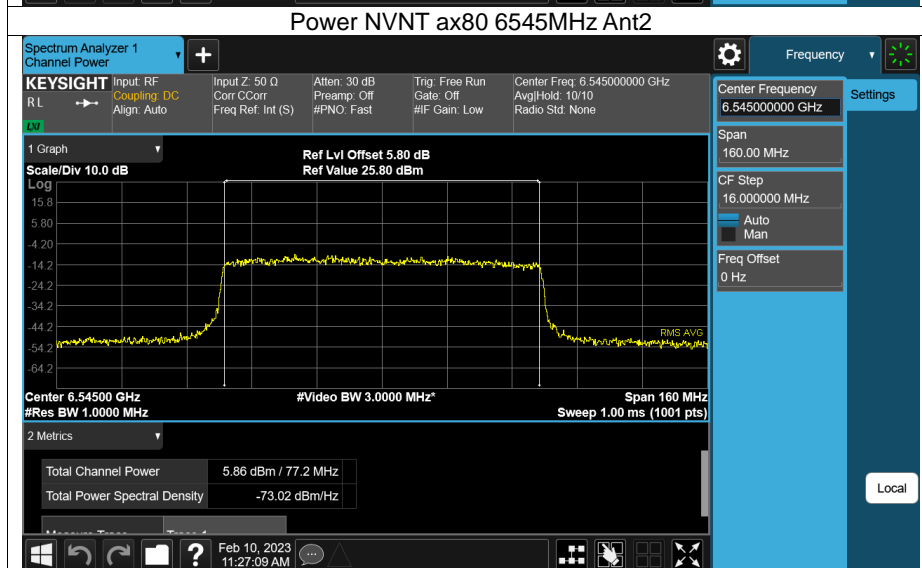 Power NVNT ax80 6545MHz Ant2
Spectrum Analyzer 1
Channel Power
+
Frequency
KEYSIGHT
RL
LXI
Input: RF
Coupling: DC
Align: Auto
Input Z: 50 Ω
Corr CCorr
Freq Ref: Int (S)
Atten: 30 dB
Preamp: Off
#PNO: Fast
Trig: Free Run
Gate: Off
#IF Gain: Low
Center Freq: 6.545000000 GHz
Avg|Hold: 10/10
Radio Std: None
Center Frequency
6.545000000 GHz
Settings
Span
160.00 MHz
CF Step
16.000000 MHz
Auto
Man
Freq Offset
0 Hz
Local
1 Graph
Scale/Div 10.0 dB
Ref Lvl Offset 5.80 dB
Ref Value 25.80 dBm
Log
15.8
5.80
-4.20
-14.2
-24.2
-34.2
-44.2
-54.2
-64.2
RMS AVG
Center 6.54500 GHz
#Video BW 3.0000 MHz*
Span 160 MHz
#Res BW 1.0000 MHz
Sweep 1.00 ms (1001 pts)
2 Metrics
Total Channel Power 5.86 dBm / 77.2 MHz
Total Power Spectral Density -73.02 dBm/Hz
?
Feb 10, 2023
11:27:09 AM